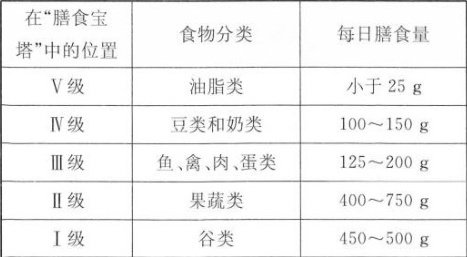 在“膳食宝
塔”中的位置 食物分类 每日膳食量
Ⅴ级 油脂类 小于 25 g
Ⅳ级 豆类和奶类 100～150 g
Ⅲ级 鱼、禽、肉、蛋类 125～200 g
Ⅱ级 果蔬类 400～750 g
Ⅰ级 谷类 450～500 g